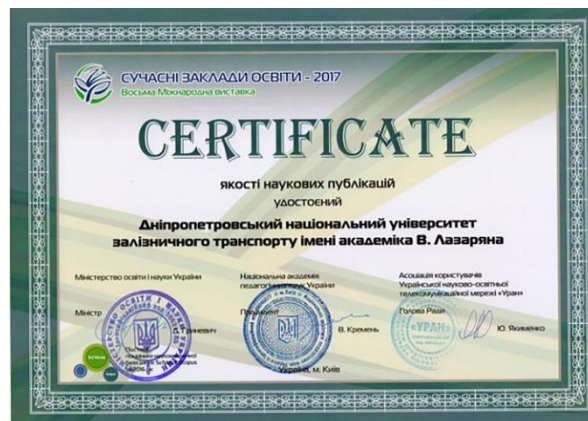 СУЧАСНІ ЗАКЛАДИ ОСВІТИ - 2017
Восьма Міжнародна виставка
CERTIFICATE
якості наукових публікацій
удостоєний
Дніпропетровський національний університет
залізничного транспорту імені академіка В. Лазаряна
Міністерство освіти і науки України
Національна академія
педагогічних наук України
Асоціація користувачів
Української науково-освітньої
телекомунікаційної мережі «Уран»
Міністр
Президент
В. Кремень
Голова Ради
Ю. Якименко
«УРАН»
Україна, м. Київ